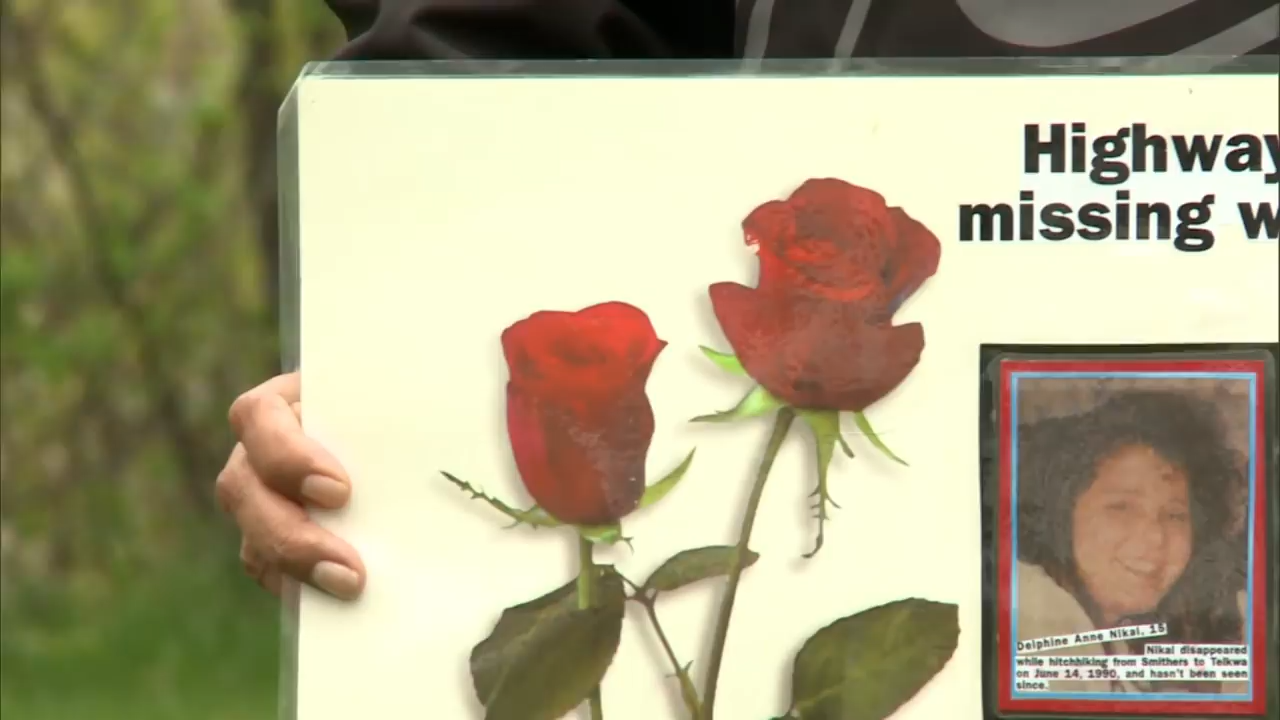 Highway
missing w
Delphine Anne Nikal, 15
Nikal disappeared
while hitchhiking from Smithers to Telkwa
on June 14, 1990, and hasn't been seen
since.